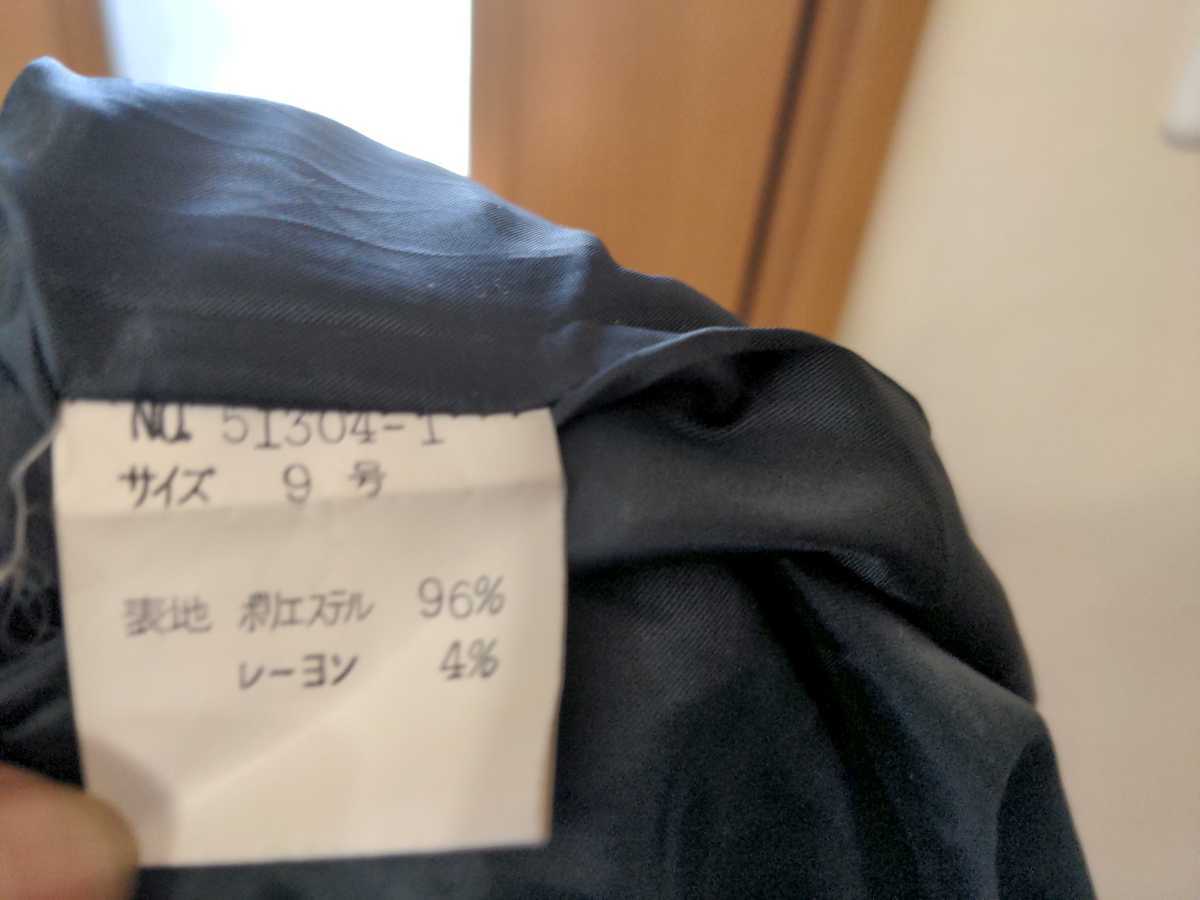 No. 51304-1
サイズ 9 号
表地 ポリエステル 96%
レーヨン 4%